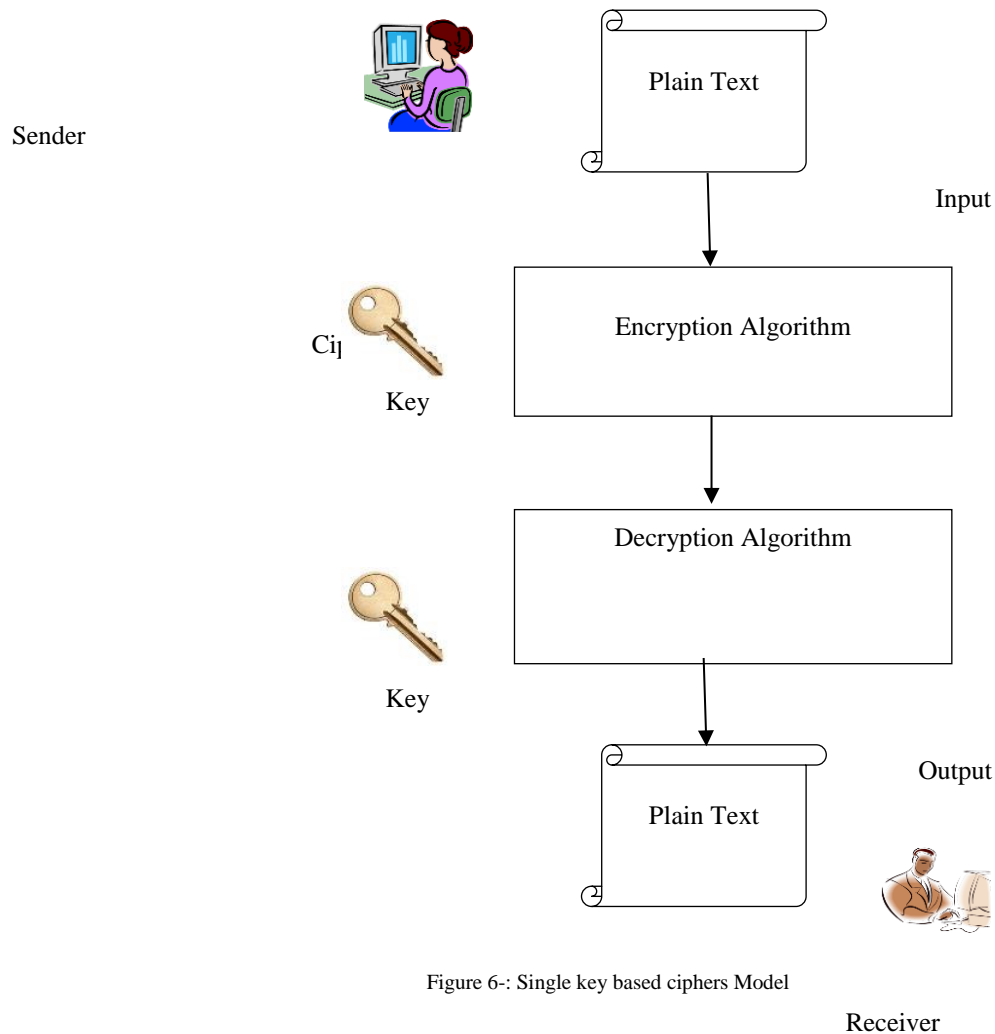 Plain Text
Sender
Input
Encryption Algorithm
Key
Decryption Algorithm
Key
Output
Plain Text
Figure 6-: Single key based ciphers Model
Receiver